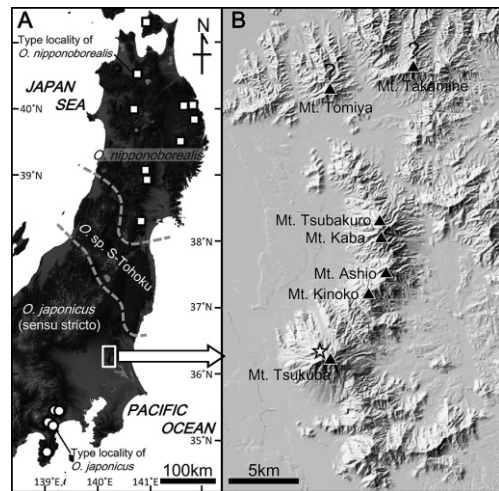 A
Type locality of
O. nipponoborealis
N
JAPAN
SEA
40°N
O. nipponoborealis
39°N
38°N
O. sp. S-Tohoku
37°N
O. japonicus
(sensu stricto)
36°N
PACIFIC
OCEAN
35°N
Type locality of
O. japonicus
139°E 140°E 141°E
100km
B
?
?
Mt. Takamine
Mt. Tomiya
Mt. Tsubakuro
Mt. Kaba
Mt. Ashio
Mt. Kinoko
Mt. Tsukuba
5km